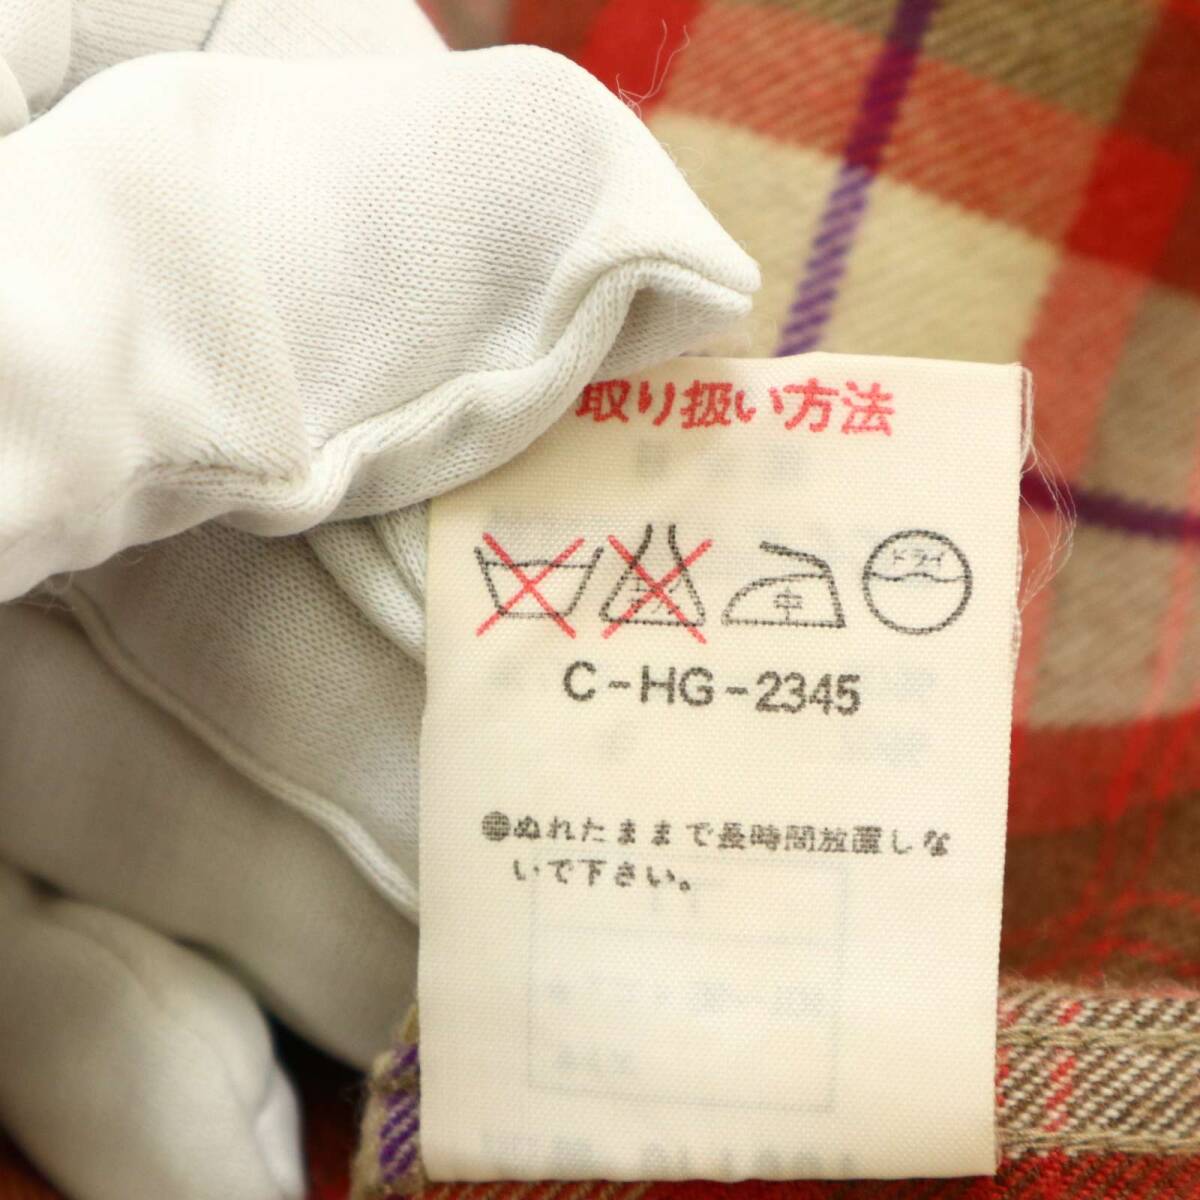 取り扱い方法
中
ドライ
C-HG-2345
●ぬれたままで長時間放置しな
いで下さい。